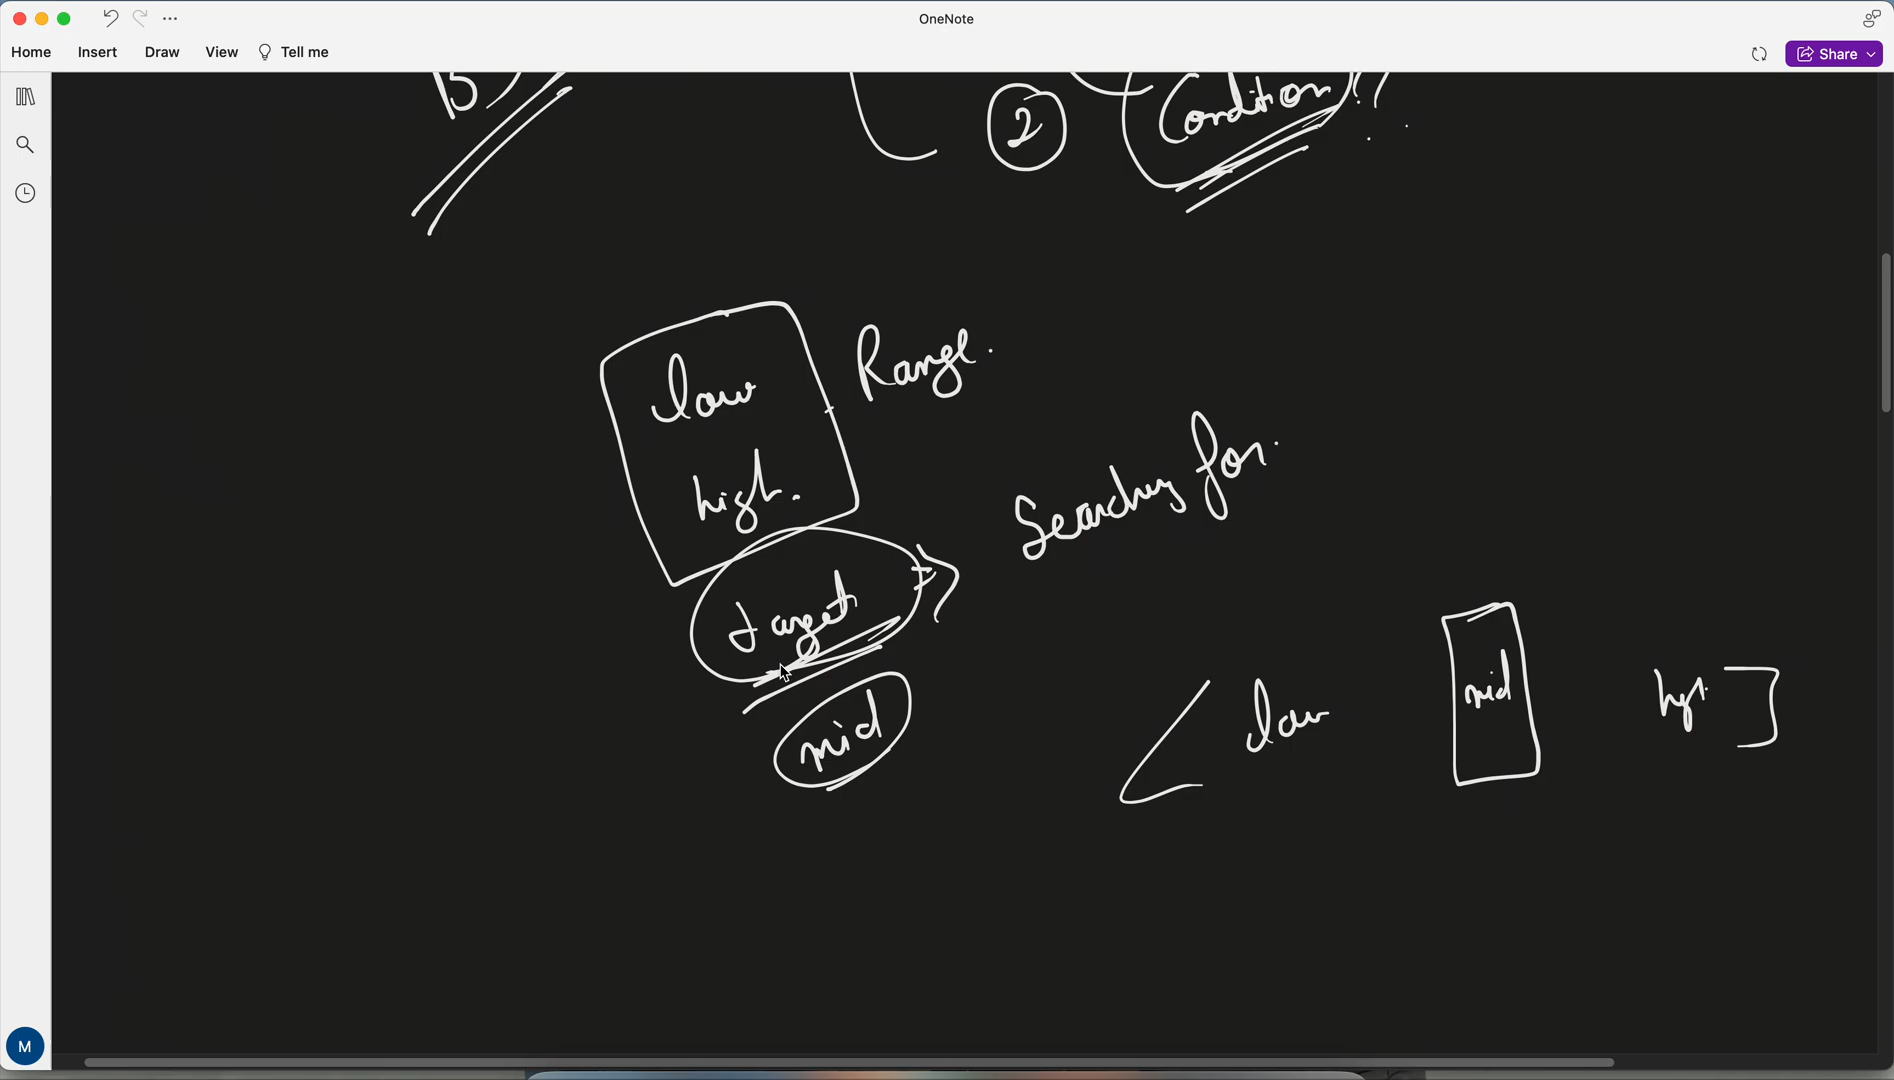 OneNote
Home Insert Draw View Tell me
Share
② Condition!!
low
Range.
high.
Searching for.
target
mid
low mid high
M